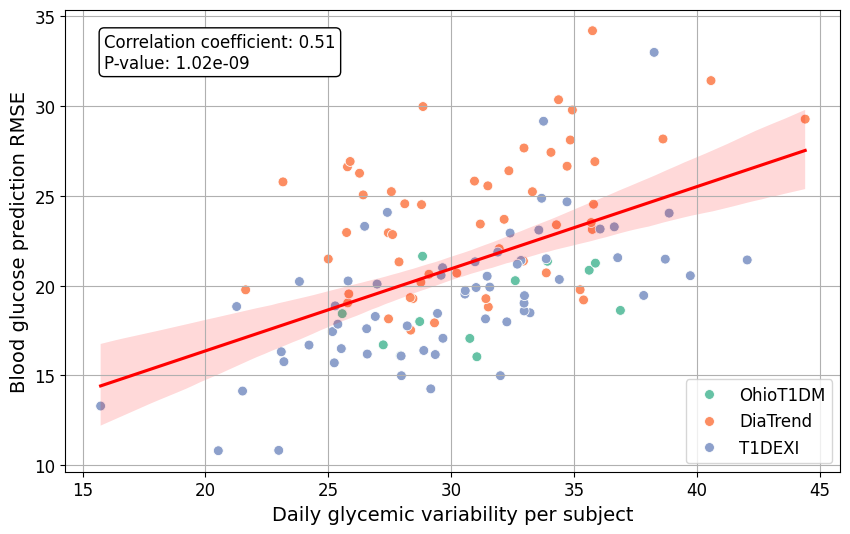 Correlation coefficient: 0.51
P-value: 1.02e-09
35
30
25
20
15
10
Blood glucose prediction RMSE
15 20 25 30 35 40 45
Daily glycemic variability per subject
OhioT1DM
DiaTrend
T1DEXI